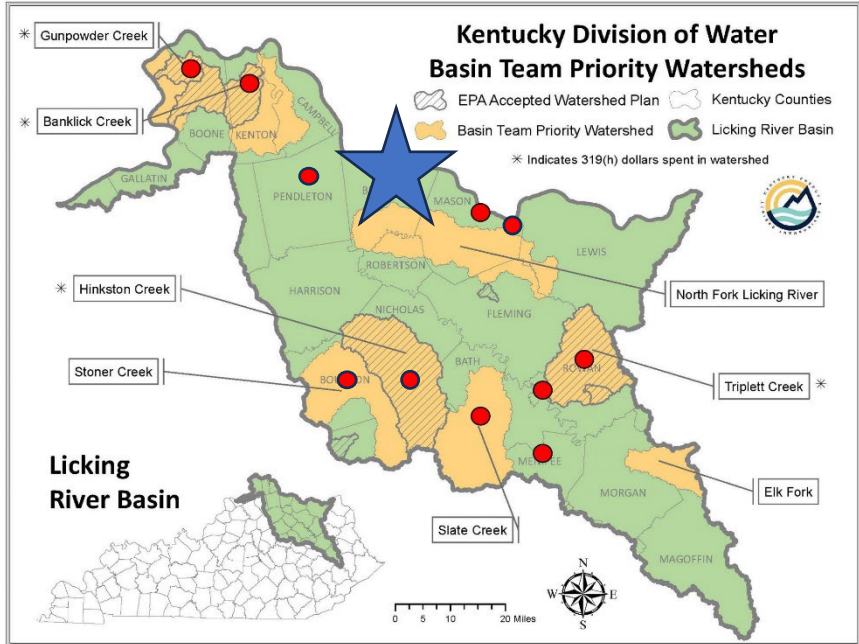 Kentucky Division of Water
Basin Team Priority Watersheds
EPA Accepted Watershed Plan
Kentucky Counties
Basin Team Priority Watershed
Licking River Basin
✳ Indicates 319(h) dollars spent in watershed
✳ Gunpowder Creek
✳ Banklick Creek
CAMPBELL
BOONE
KENTON
GALLATIN
PENDLETON
MASON
LEWIS
ROBERTSON
✳ Hinkston Creek
HARRISON
North Fork Licking River
NICHOLAS
FLEMING
Stoner Creek
BATH
ROWAN
Triplett Creek ✳
Licking
River Basin
Elk Fork
MORGAN
Slate Creek
MAGOFFIN
N
W E
S
0 5 10 20 Miles